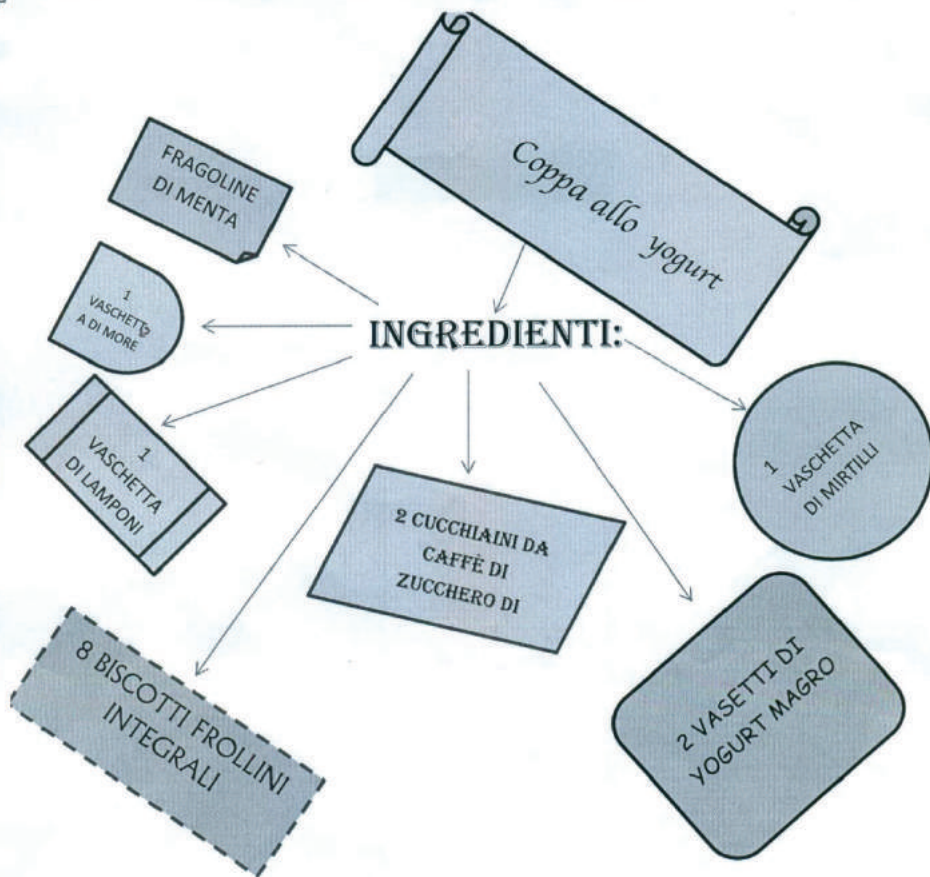 Coppa allo yogurt
FRAGOLINE
DI MENTA
1
VASCHETT
A DI MORE
INGREDIENTI:
1
VASCHETTA
DI LAMPONI
1
VASCHETTA
DI MIRTILLI
2 CUCCHIAINI DA
CAFFÈ DI
ZUCCHERO DI
8 BISCOTTI FROLLINI
INTEGRALI
2 VASETTI DI
YOGURT MAGRO